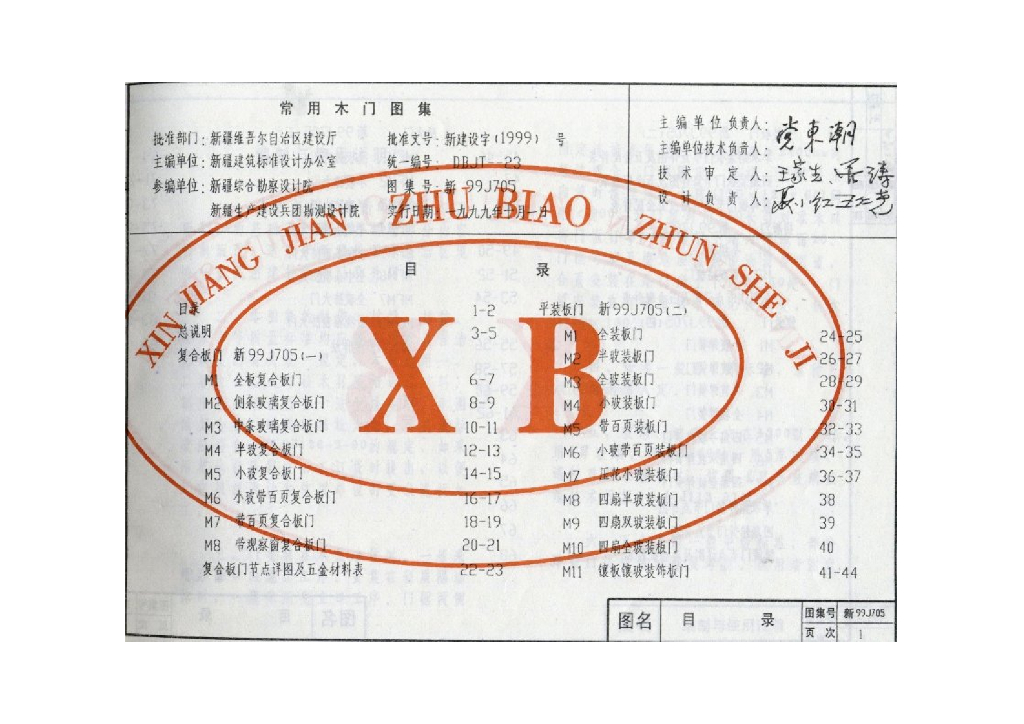 常用木门图集
批准部门：新疆维吾尔自治区建设厅 批准文号：新建设字(1999) 号
主编单位：新疆建筑标准设计办公室 统一编号：DBJT--23
参编单位：新疆综合勘察设计院 图集号：新 99J705
新疆生产建设兵团勘测设计院 实行日期：一九九九年 月一日
主编单位负责人：党东潮
主编单位技术负责人：
技术审定人：
设计负责人：
XIN JIANG JIAN ZHU BIAO ZHUN SHE JI
XB
目 录
目录 1-2
总说明 3-5
复合板门 新99J705(一)
M1 全板复合板门 6-7
M2 侧条玻璃复合板门 8-9
M3 中条玻璃复合板门 10-11
M4 半玻复合板门 12-13
M5 小玻复合板门 14-15
M6 小玻带百页复合板门 16-17
M7 带百页复合板门 18-19
M8 带观察窗复合板门 20-21
复合板门节点详图及五金材料表 22-23
平装板门 新99J705(二)
M1 全装板门 24-25
M2 半玻装板门 26-27
M3 全玻装板门 28-29
M4 小玻装板门 30-31
M5 带百页装板门 32-33
M6 小玻带百页装板门 34-35
M7 压花小玻装板门 36-37
M8 四扇半玻装板门 38
M9 四扇双玻装板门 39
M10 四扇全玻装板门 40
M11 镶板镶玻装饰板门 41-44
图名 目 录 图集号 新99J705
页次 1